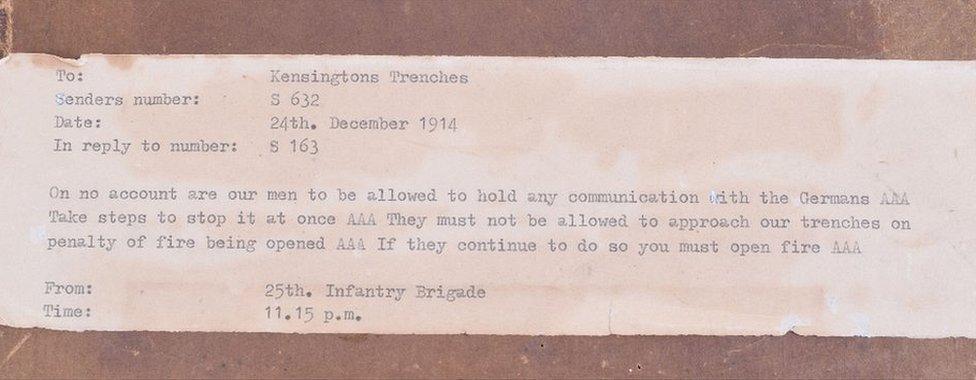 To: Kensingtons Trenches
Senders number: S 632
Date: 24th. December 1914
In reply to number: S 163
On no account are our men to be allowed to hold any communication with the Germans AAA
Take steps to stop it at once AAA They must not be allowed to approach our trenches on
penalty of fire being opened AAA If they continue to do so you must open fire AAA
From: 25th. Infantry Brigade
Time: 11.15 p.m.